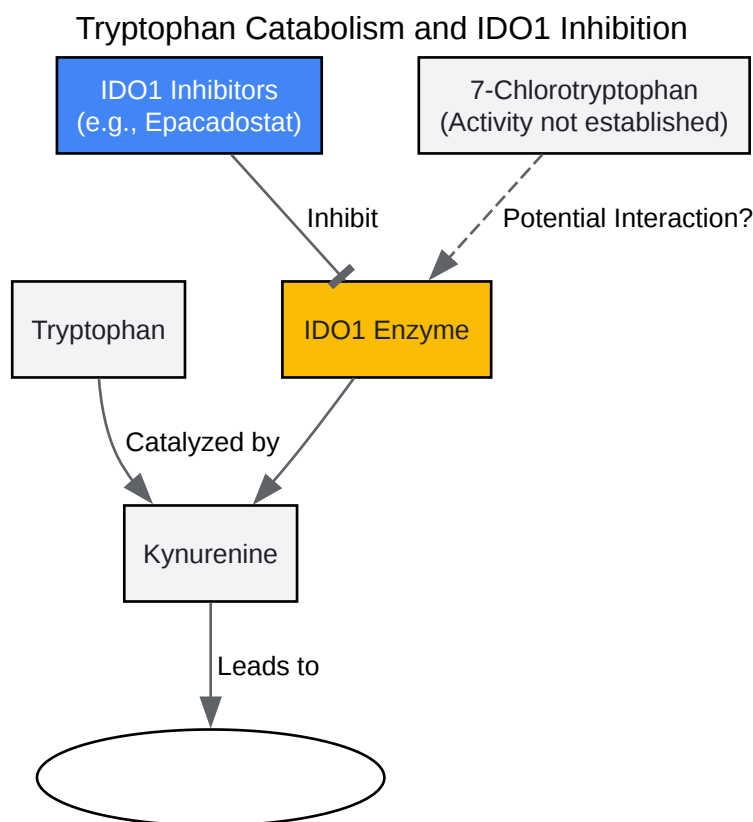 Tryptophan Catabolism and IDO1 Inhibition
IDO1 Inhibitors
(e.g., Epacadostat)
7-Chlorotryptophan
(Activity not established)
Inhibit
Potential Interaction?
Tryptophan
IDO1 Enzyme
Catalyzed by
Kynurenine
Leads to